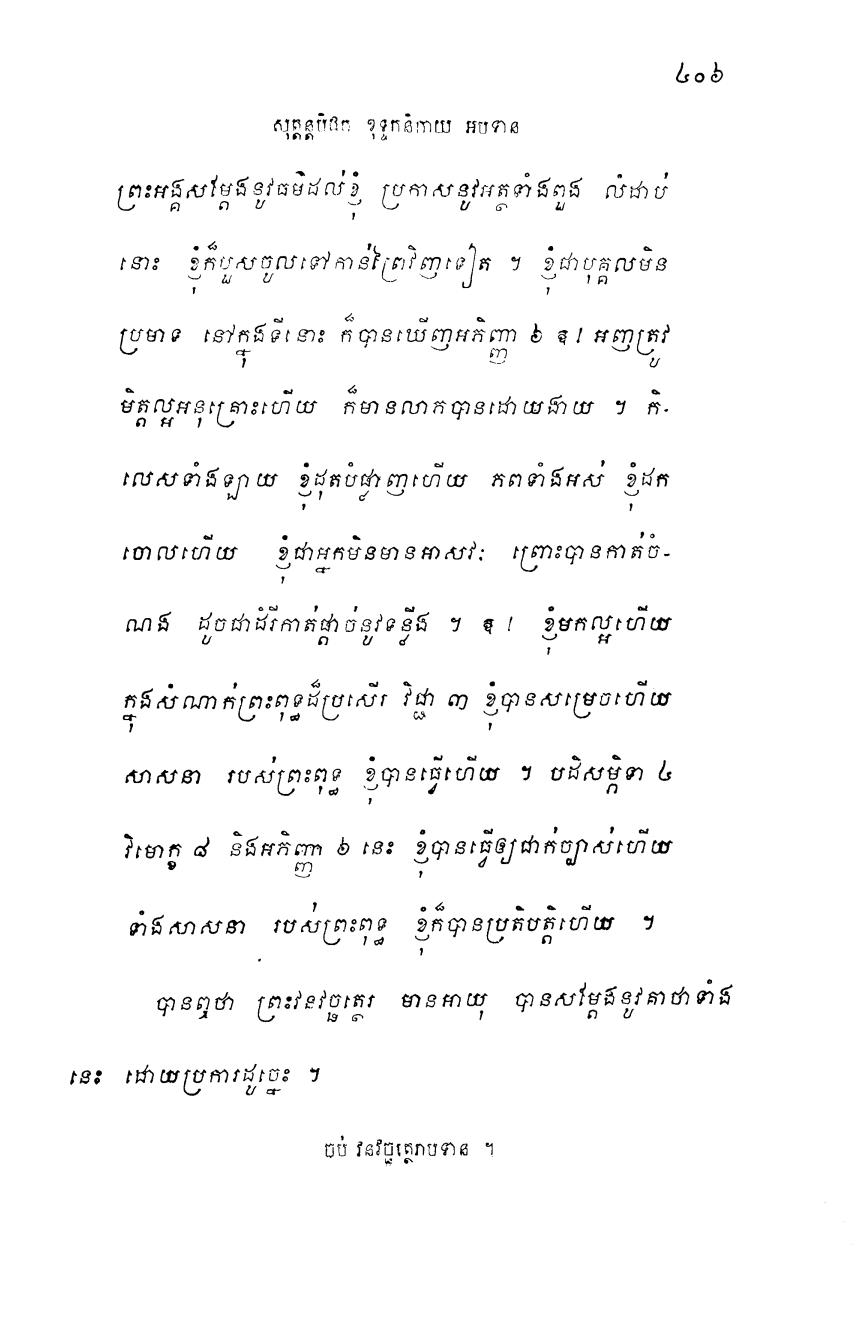 ៤០៦
សុត្តន្តបិដក ខុទ្ទកនិកាយ អបទាន
ព្រះអង្គសម្តែងនូវធម៌ដល់ខ្ញុំ ប្រកាសនូវអត្ថទាំងពួង លំដាប់
នោះ ខ្ញុំក៏បួសចូលទៅកាន់ព្រៃវិញទៀត ។ ខ្ញុំជាបុគ្គលមិន
ប្រមាទ នៅក្នុងទីនោះ ក៏បានឃើញអភិញ្ញា ៦ ឱ! អញត្រូវ
មិត្តល្អអនុគ្រោះហើយ ក៏មានលាភបានដោយងាយ ។ កិ-
លេសទាំងឡាយ ខ្ញុំដុតបំផ្លាញហើយ ភពទាំងអស់ ខ្ញុំដក
ចោលហើយ ខ្ញុំជាអ្នកមិនមានអាសវៈ ព្រោះបានកាត់ចំ-
ណង ដូចជាដំរីកាត់ផ្តាច់នូវទន្លីង ។ ឱ! ខ្ញុំមកល្អហើយ
ក្នុងសំណាក់ព្រះពុទ្ធដ៏ប្រសើរ វិជ្ជា ៣ ខ្ញុំបានសម្រេចហើយ
សាសនា របស់ព្រះពុទ្ធ ខ្ញុំបានធ្វើហើយ ។ បដិសម្ភិទា ៤
វិមោក្ខ ៨ និងអភិញ្ញា ៦ នេះ ខ្ញុំបានធ្វើឲ្យជាក់ច្បាស់ហើយ
ទាំងសាសនា របស់ព្រះពុទ្ធ ខ្ញុំក៏បានប្រតិបត្តិហើយ ។
បានឮថា ព្រះវនវច្ឆត្ថេរ មានអាយុ បានសម្តែងនូវគាថាទាំង
នេះ ដោយប្រការដូច្នេះ ។
ចប់ វនវច្ឆត្ថេរាបទាន ។